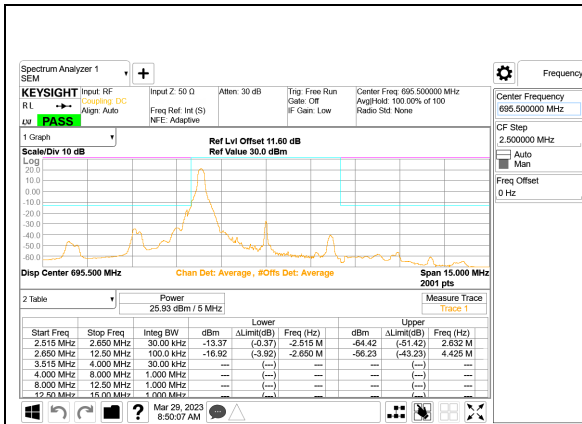 Spectrum Analyzer 1
SEM
Frequency
KEYSIGHT
RL
LXI
PASS
Input: RF
Coupling: DC
Align: Auto
Input Z: 50 Ω
Freq Ref: Int (S)
NFE: Adaptive
Atten: 30 dB
Trig: Free Run
Gate: Off
IF Gain: Low
Center Freq: 695.500000 MHz
Avg|Hold: 100.00% of 100
Radio Std: None
Center Frequency
695.500000 MHz
CF Step
2.500000 MHz
Auto
Man
Freq Offset
0 Hz
1 Graph
Scale/Div 10 dB
Ref Lvl Offset 11.60 dB
Ref Value 30.0 dBm
Log
20.0
10.0
0.00
-10.0
-20.0
-30.0
-40.0
-50.0
-60.0
Disp Center 695.500 MHz
Chan Det: Average , #Offs Det: Average
Span 15.000 MHz
2001 pts
2 Table
Power
25.93 dBm / 5 MHz
Measure Trace
Trace 1
Lower Upper
Start Freq Stop Freq Integ BW dBm ΔLimit(dB) Freq (Hz) dBm ΔLimit(dB) Freq (Hz)
2.515 MHz 2.650 MHz 30.00 kHz -13.37 (-0.37) -2.515 M -64.42 (-51.42) 2.632 M
2.650 MHz 12.50 MHz 100.0 kHz -16.92 (-3.92) -2.650 M -56.23 (-43.23) 4.425 M
3.515 MHz 4.000 MHz 30.00 kHz --- (---) --- --- (---) ---
4.000 MHz 8.000 MHz 1.000 MHz --- (---) --- --- (---) ---
8.000 MHz 12.50 MHz 1.000 MHz --- (---) --- --- (---) ---
12.50 MHz 15.00 MHz 1.000 MHz --- (---) --- --- (---) ---
?
Mar 29, 2023
8:50:07 AM